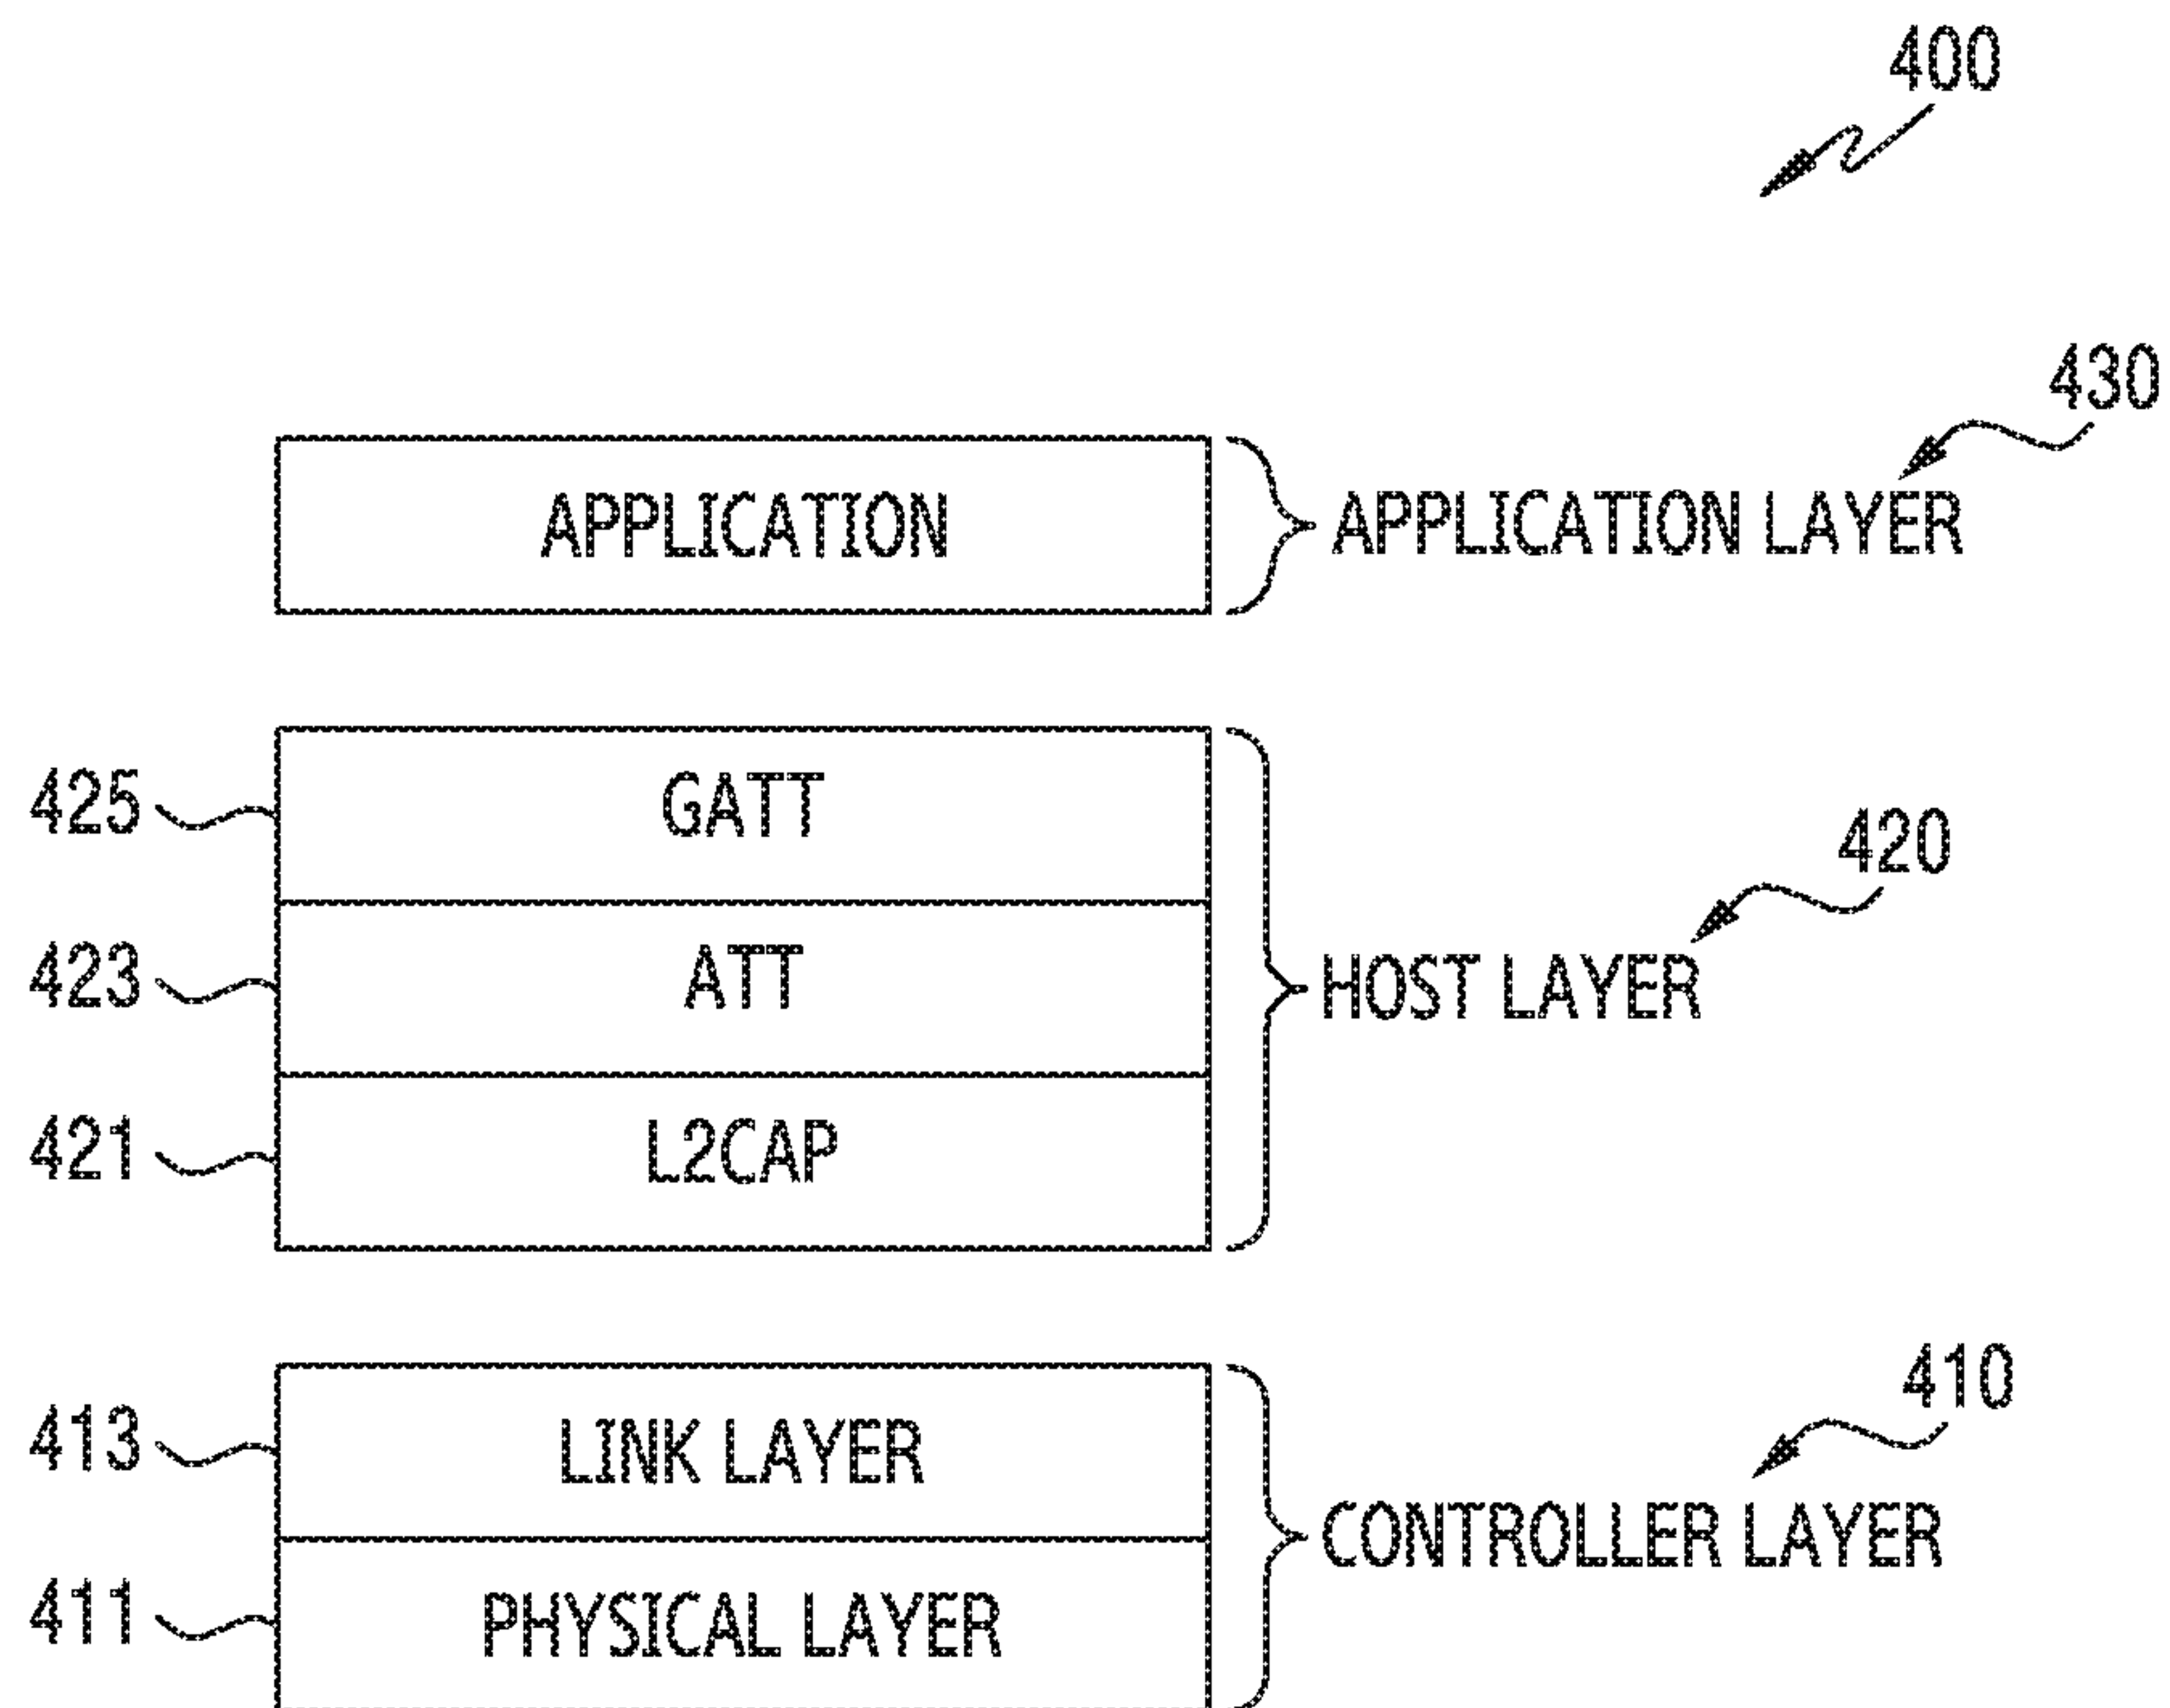 400
430
APPLICATION
APPLICATION LAYER
425
GATT
420
423
ATT
HOST LAYER
421
L2CAP
410
413
LINK LAYER
CONTROLLER LAYER
411
PHYSICAL LAYER